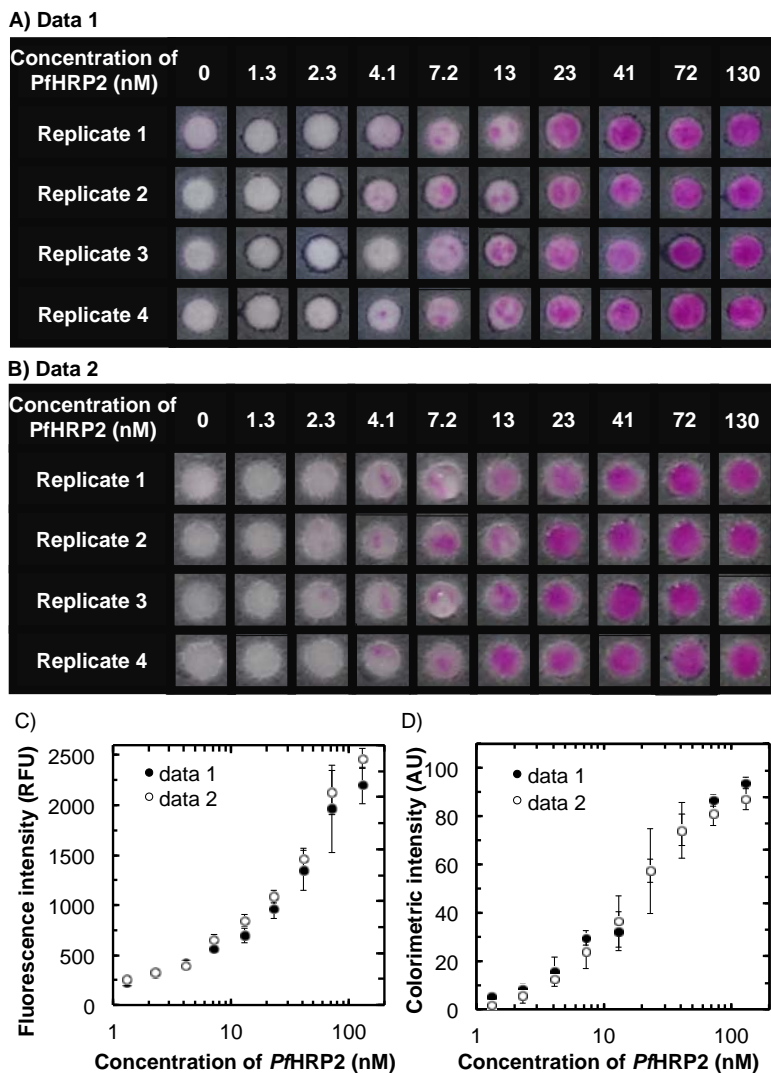 A) Data 1
Concentration of
PfHRP2 (nM) 0 1.3 2.3 4.1 7.2 13 23 41 72 130
Replicate 1
Replicate 2
Replicate 3
Replicate 4
B) Data 2
Concentration of
PfHRP2 (nM) 0 1.3 2.3 4.1 7.2 13 23 41 72 130
Replicate 1
Replicate 2
Replicate 3
Replicate 4
C)
Fluorescence intensity (RFU)
2500
2000
1500
1000
500
0
data 1
data 2
1 10 100
Concentration of PfHRP2 (nM)
D)
Colorimetric intensity (AU)
100
80
60
40
20
0
data 1
data 2
1 10 100
Concentration of PfHRP2 (nM)